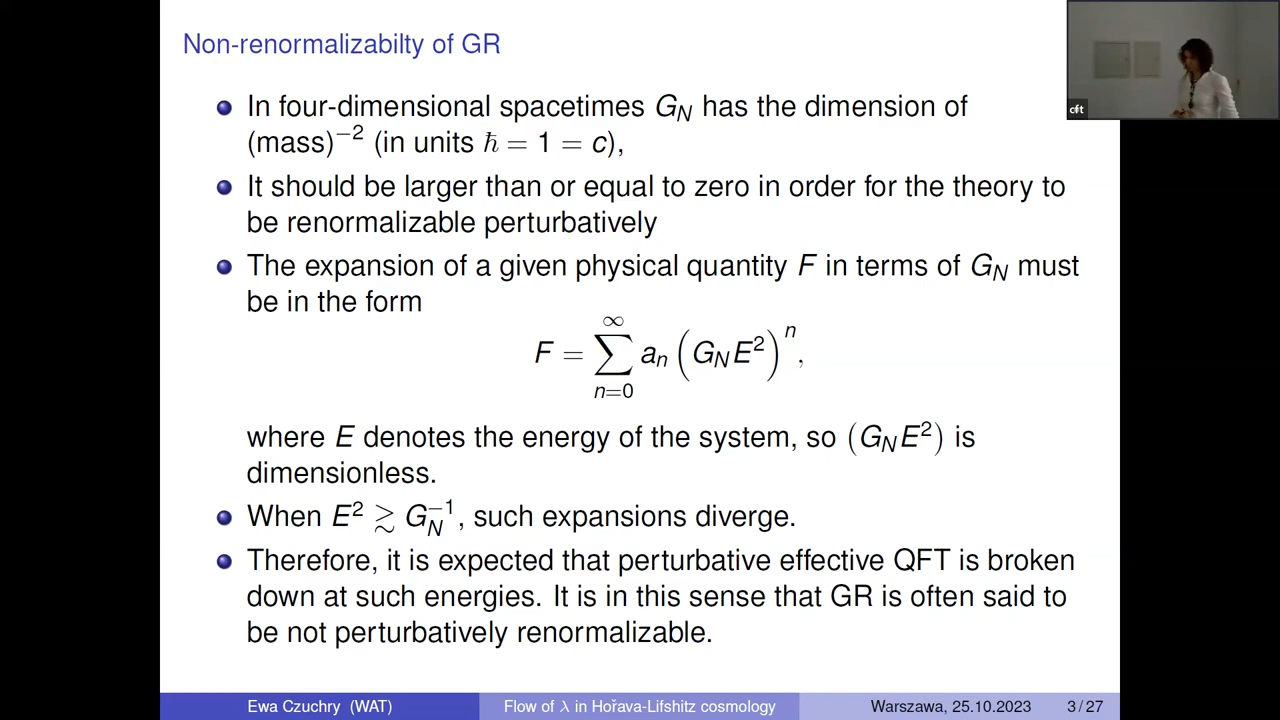 Non-renormalizabilty of GR
In four-dimensional spacetimes G_N has the dimension of
(mass)⁻² (in units ħ = 1 = c),
It should be larger than or equal to zero in order for the theory to
be renormalizable perturbatively
The expansion of a given physical quantity F in terms of G_N must
be in the form
F = ∑_{n=0}^{∞} a_n (G_N E²)^n,
where E denotes the energy of the system, so (G_N E²) is
dimensionless.
When E² ≳ G_N⁻¹, such expansions diverge.
Therefore, it is expected that perturbative effective QFT is broken
down at such energies. It is in this sense that GR is often said to
be not perturbatively renormalizable.
Ewa Czuchry (WAT) Flow of λ in Hořava-Lifshitz cosmology Warszawa, 25.10.2023 3 / 27
cft